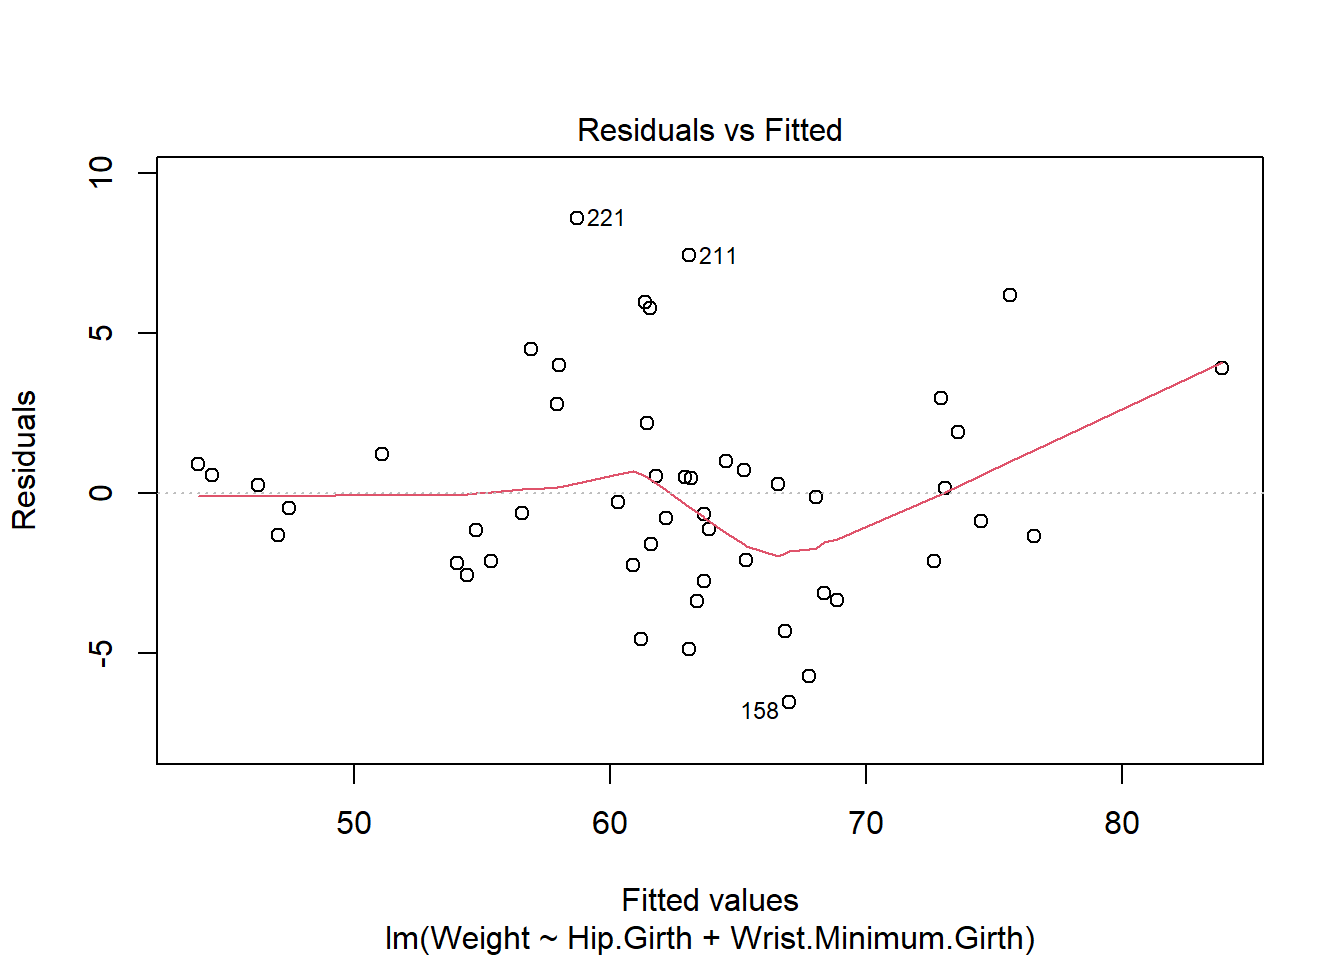 Residuals vs Fitted
10
5
0
-5
Residuals
221
211
158
50 60 70 80
Fitted values
lm(Weight ~ Hip.Girth + Wrist.Minimum.Girth)